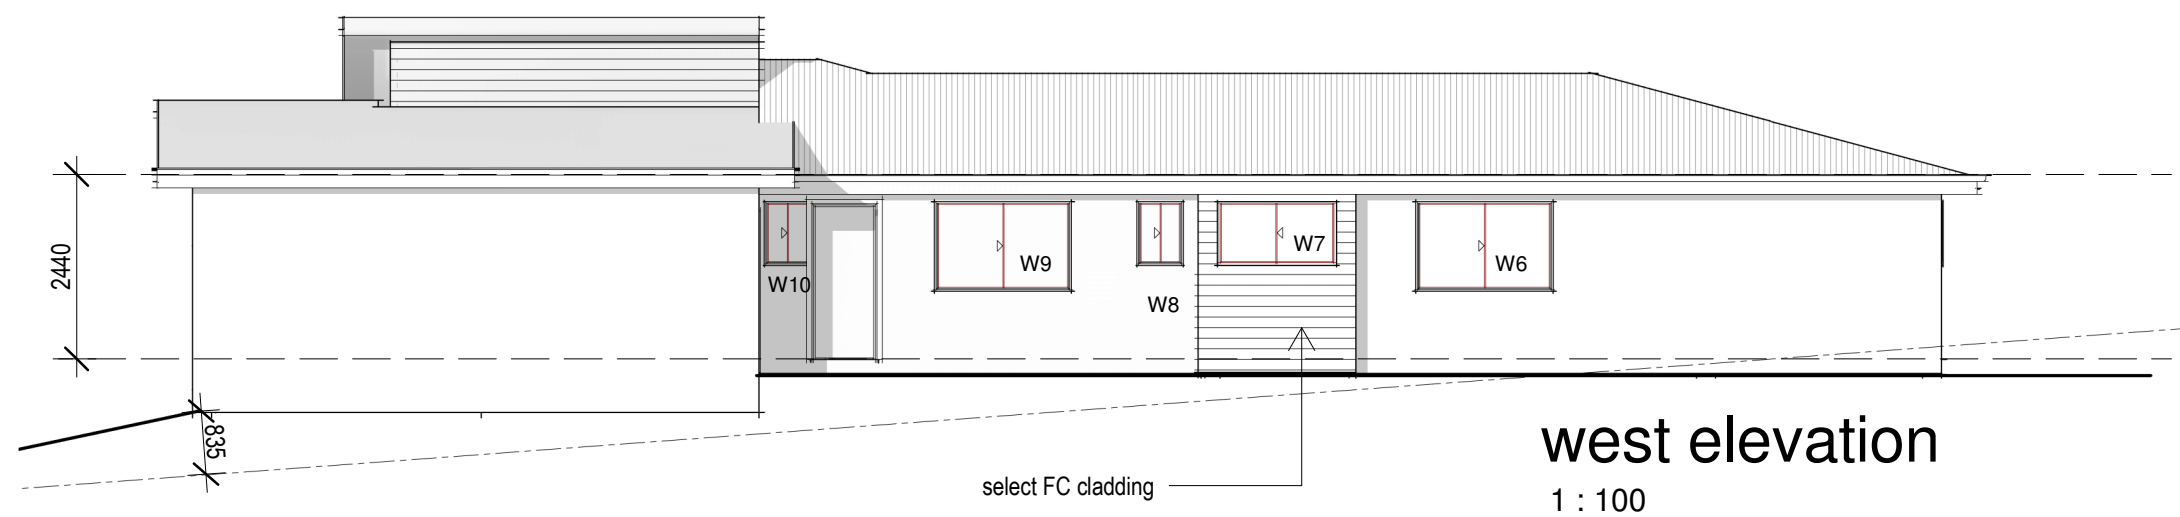 2440
W10
W9
W8
W7
W6
835
select FC cladding
west elevation
1 : 100